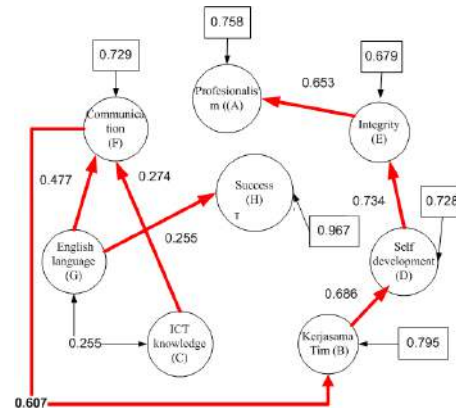 0.758
0.729
0.679
Profesionalis
m ((A)
0.653
Communica
tion
(F)
Integrity
(E)
0.477
0.274
0.734
Success
(H)
T
0.728
0.255
0.967
English
language
(G)
Self
development
(D)
0.686
0.255
ICT
knowledge
(C)
Kerjasama
Tim (B)
0.795
0.607